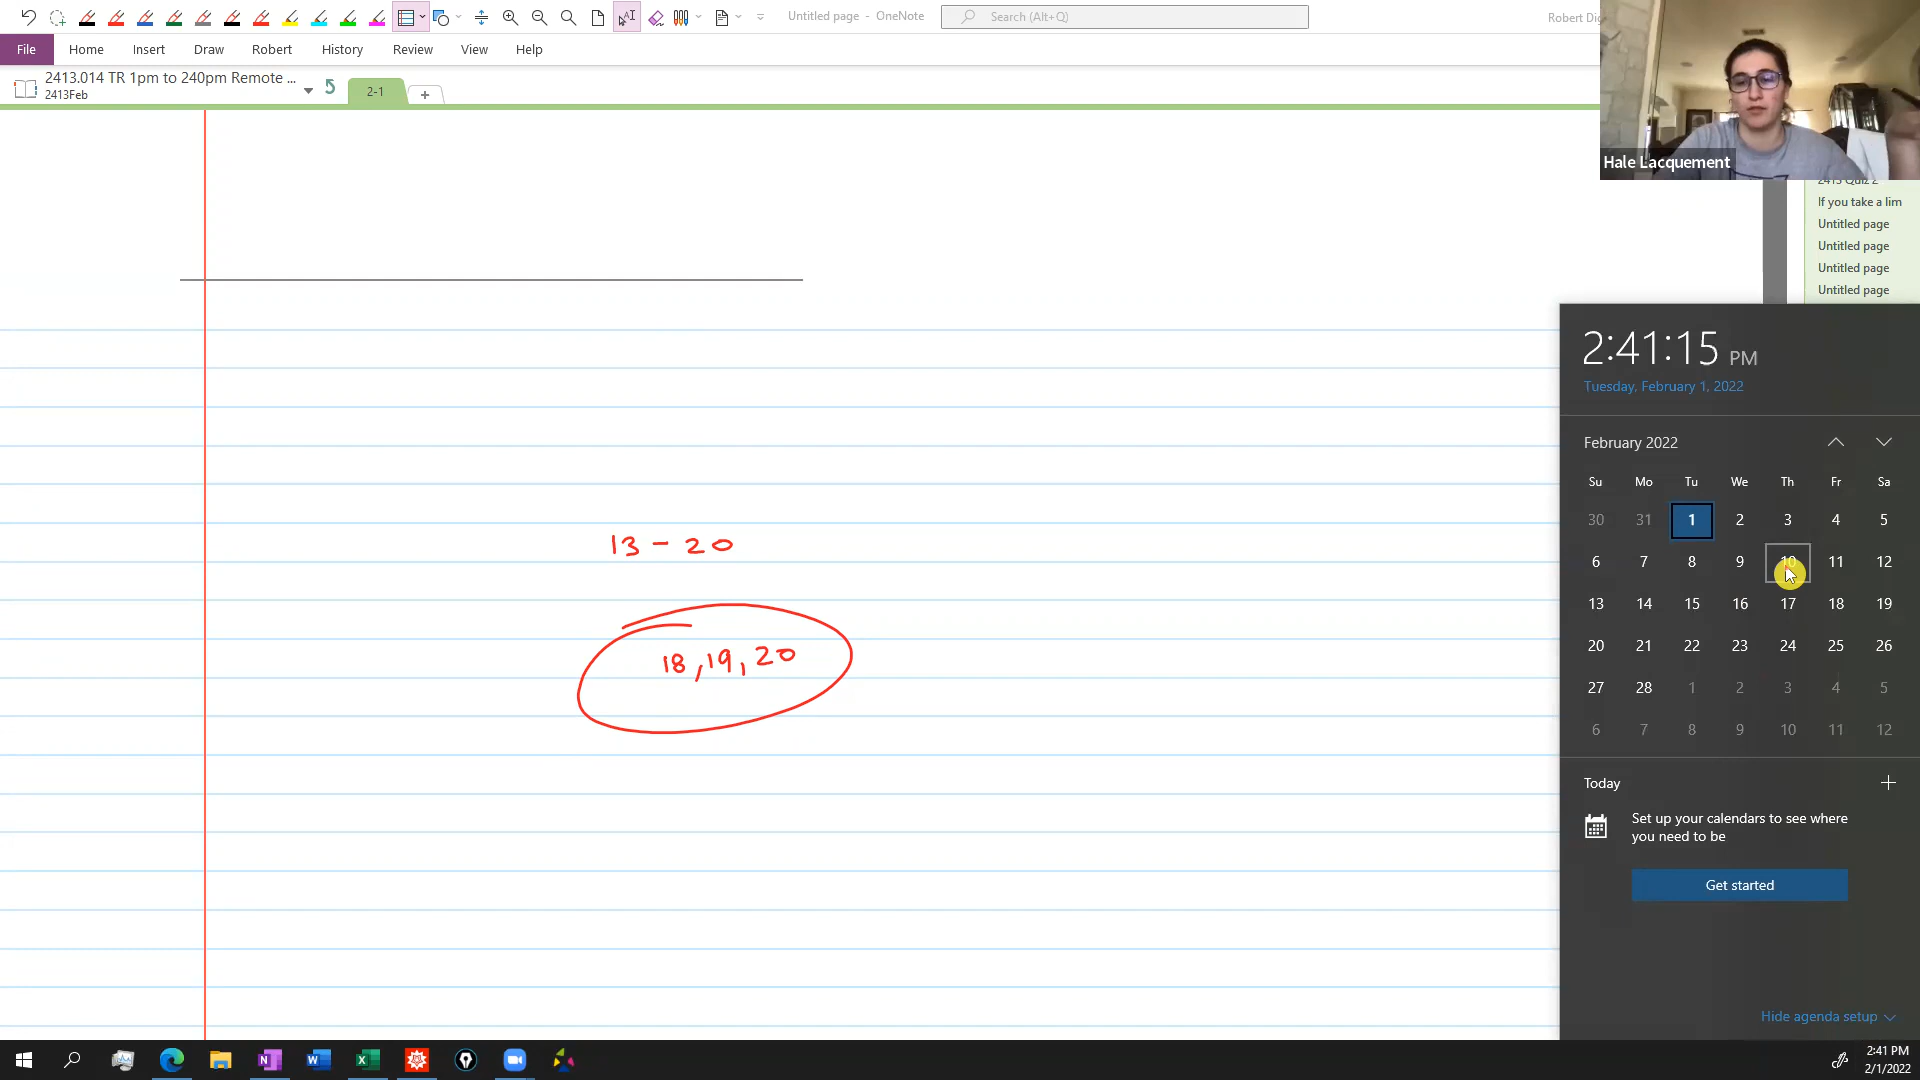 Untitled page - OneNote
Search (Alt+Q)
File
Home
Insert
Draw
Robert
History
Review
View
Help
2413.014 TR 1pm to 240pm Remote ...
2413Feb
2-1
+
Hale Lacquement
If you take a lim
Untitled page
Untitled page
Untitled page
Untitled page
13 - 20
18, 19, 20
2:41:15 PM
Tuesday, February 1, 2022
February 2022
Su Mo Tu We Th Fr Sa
30 31 1 2 3 4 5
6 7 8 9 10 11 12
13 14 15 16 17 18 19
20 21 22 23 24 25 26
27 28 1 2 3 4 5
6 7 8 9 10 11 12
Today
Set up your calendars to see where
you need to be
Get started
Hide agenda setup
2:41 PM
2/1/2022